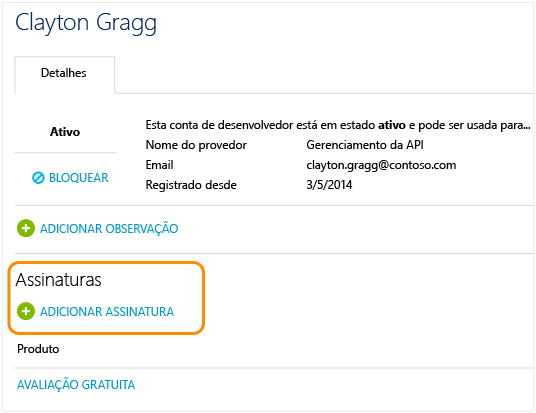 Clayton Gragg
Detalhes
Ativo
Esta conta de desenvolvedor está em estado ativo e pode ser usada para...
Nome do provedor Gerenciamento da API
Email clayton.gragg@contoso.com
BLOQUEAR
Registrado desde 3/5/2014
ADICIONAR OBSERVAÇÃO
Assinaturas
ADICIONAR ASSINATURA
Produto
AVALIAÇÃO GRATUITA